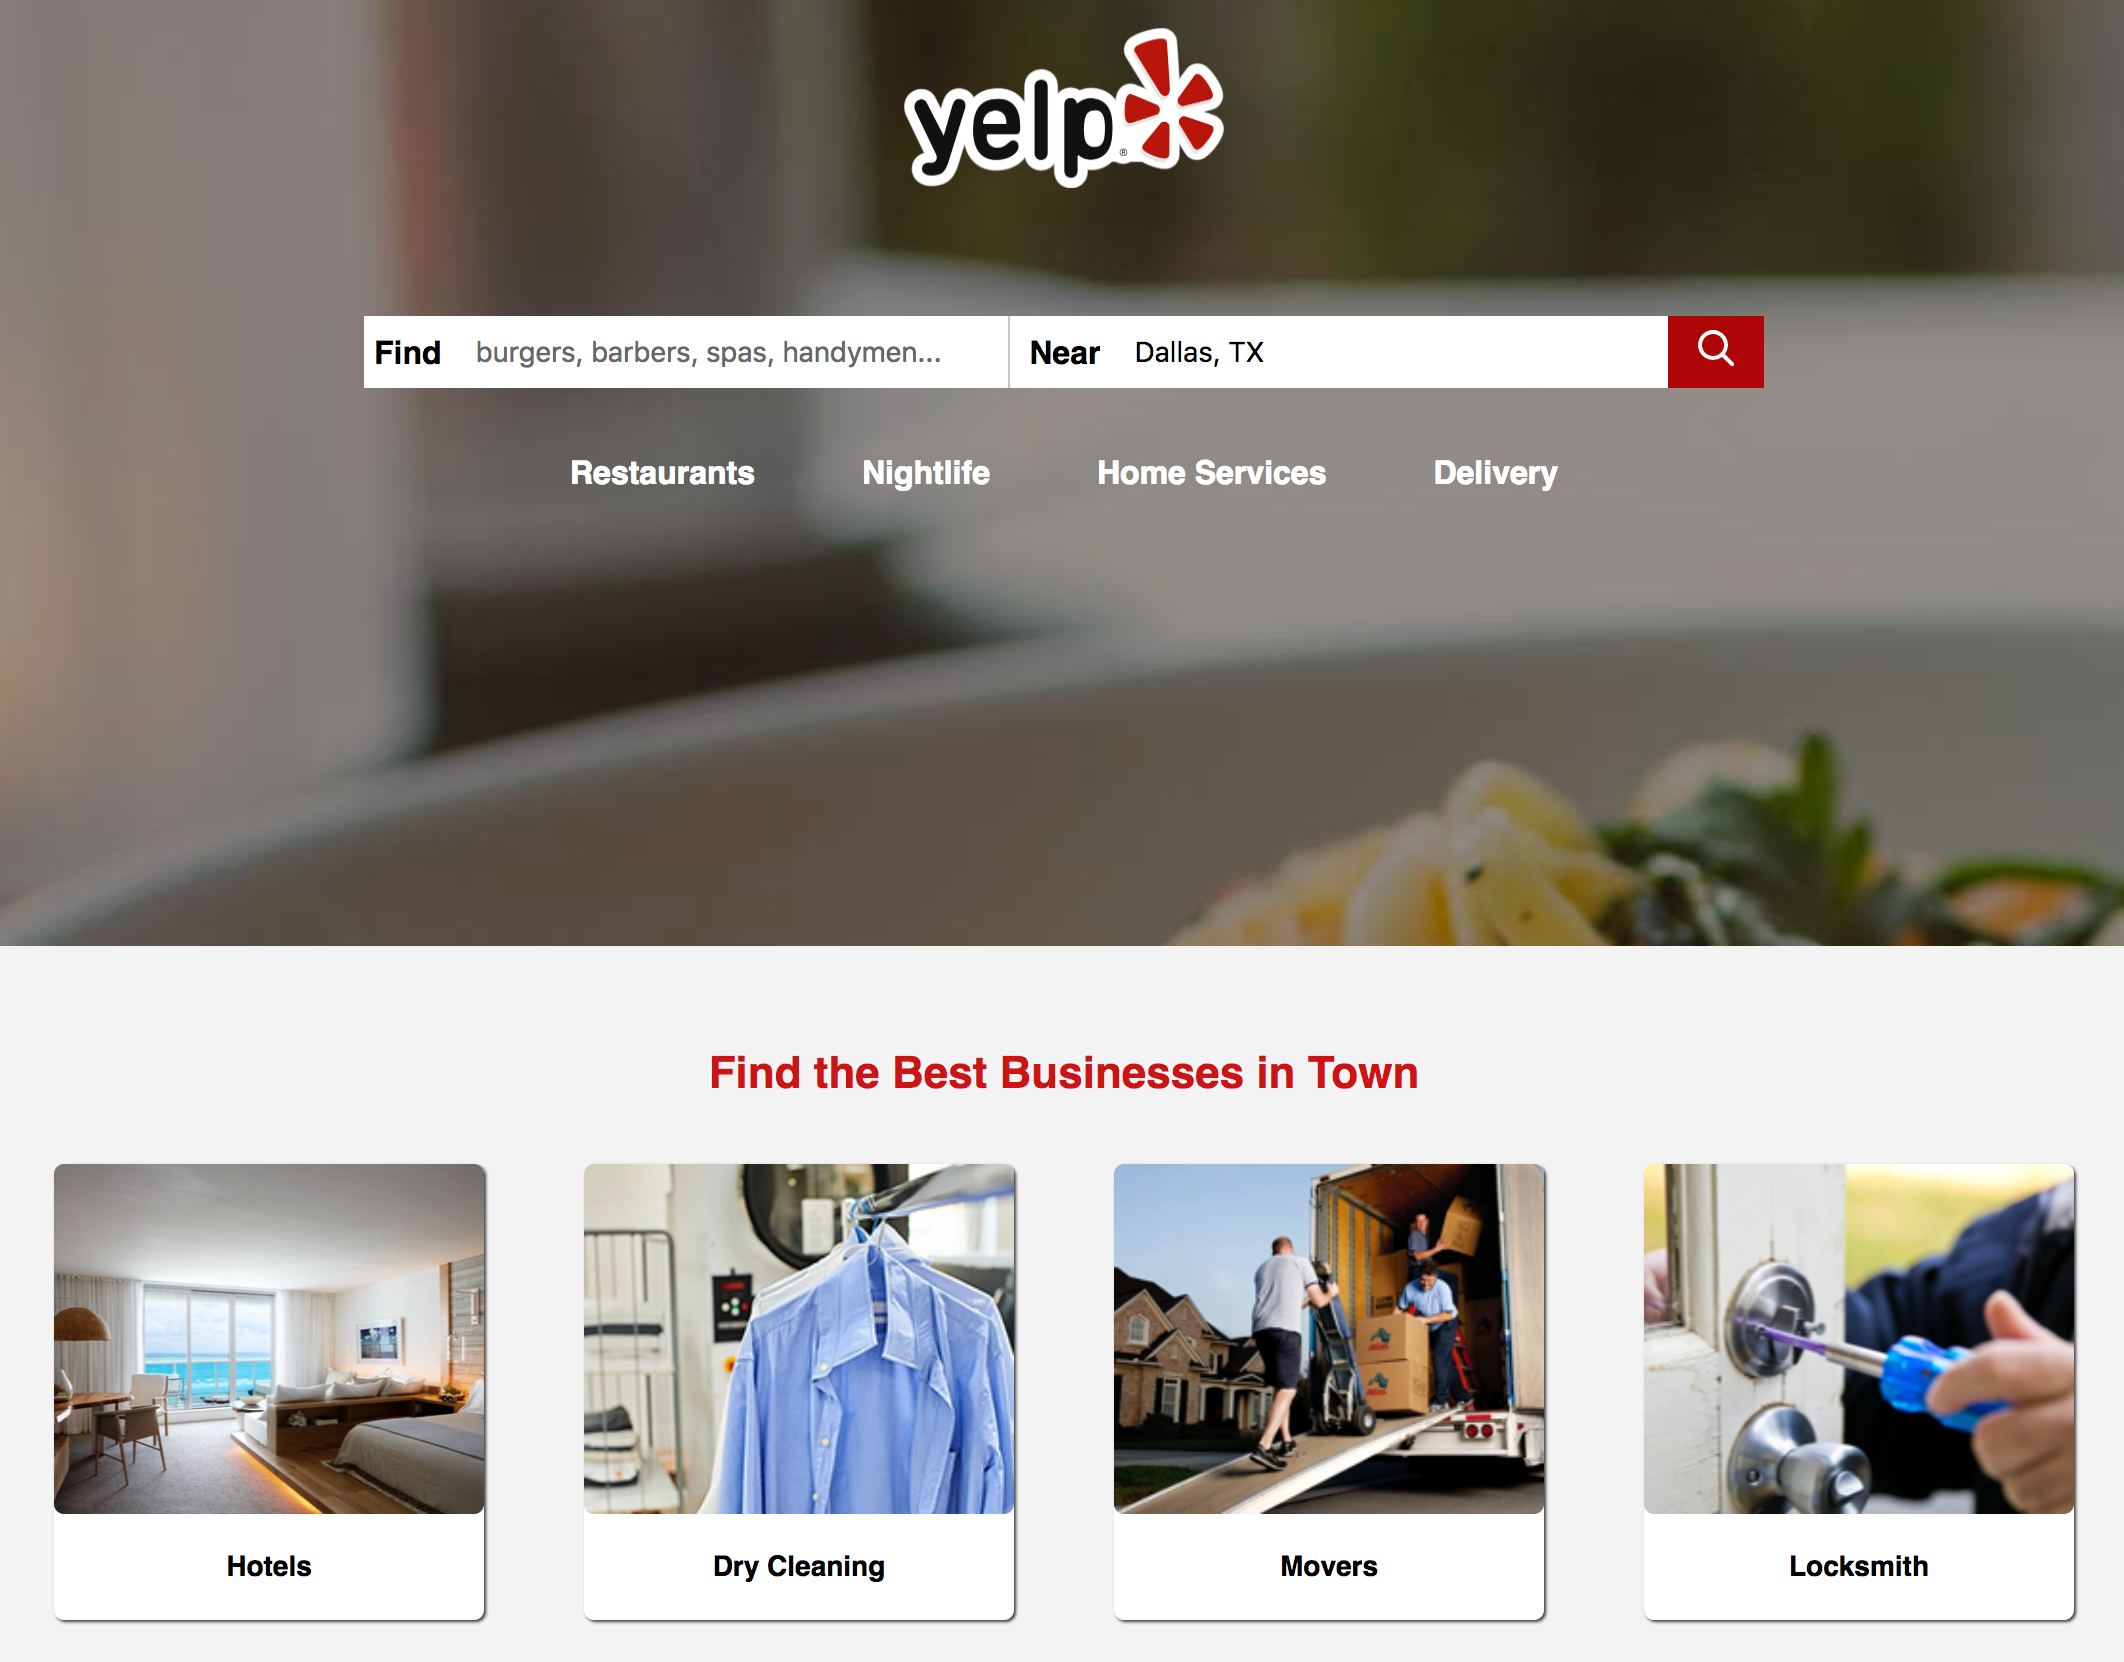 yelp®
Find burgers, barbers, spas, handymen... Near Dallas, TX
Restaurants Nightlife Home Services Delivery
Find the Best Businesses in Town
Hotels Dry Cleaning Movers Locksmith